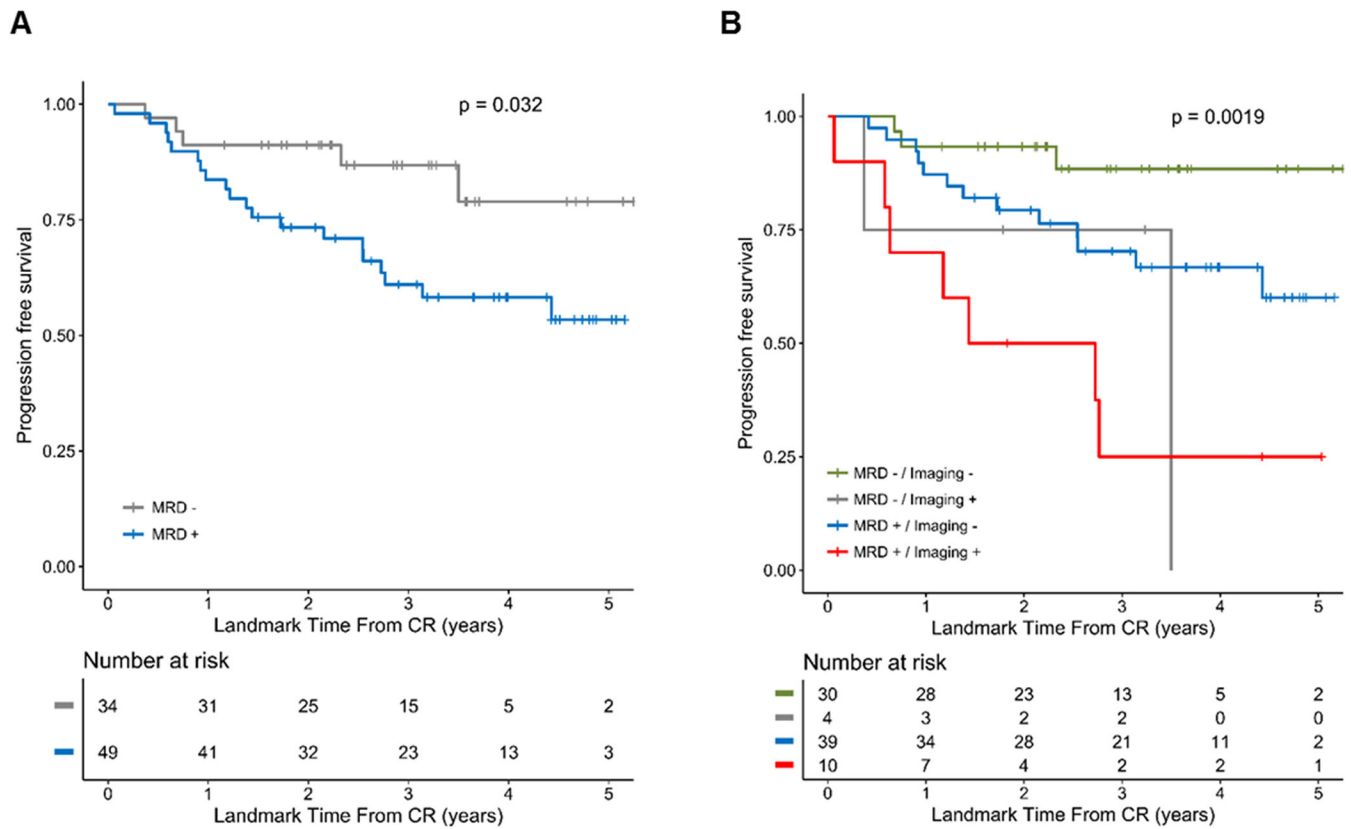 A
p = 0.032
1.00
0.75
0.50
0.25
0.00
Progression free survival
MRD -
MRD +
0 1 2 3 4 5
Landmark Time From CR (years)
Number at risk
34 31 25 15 5 2
49 41 32 23 13 3
0 1 2 3 4 5
Landmark Time From CR (years)
B
p = 0.0019
1.00
0.75
0.50
0.25
0.00
Progression free survival
MRD - / Imaging -
MRD - / Imaging +
MRD + / Imaging -
MRD + / Imaging +
0 1 2 3 4 5
Landmark Time From CR (years)
Number at risk
30 28 23 13 5 2
4 3 2 2 0 0
39 34 28 21 11 2
10 7 4 2 2 1
0 1 2 3 4 5
Landmark Time From CR (years)